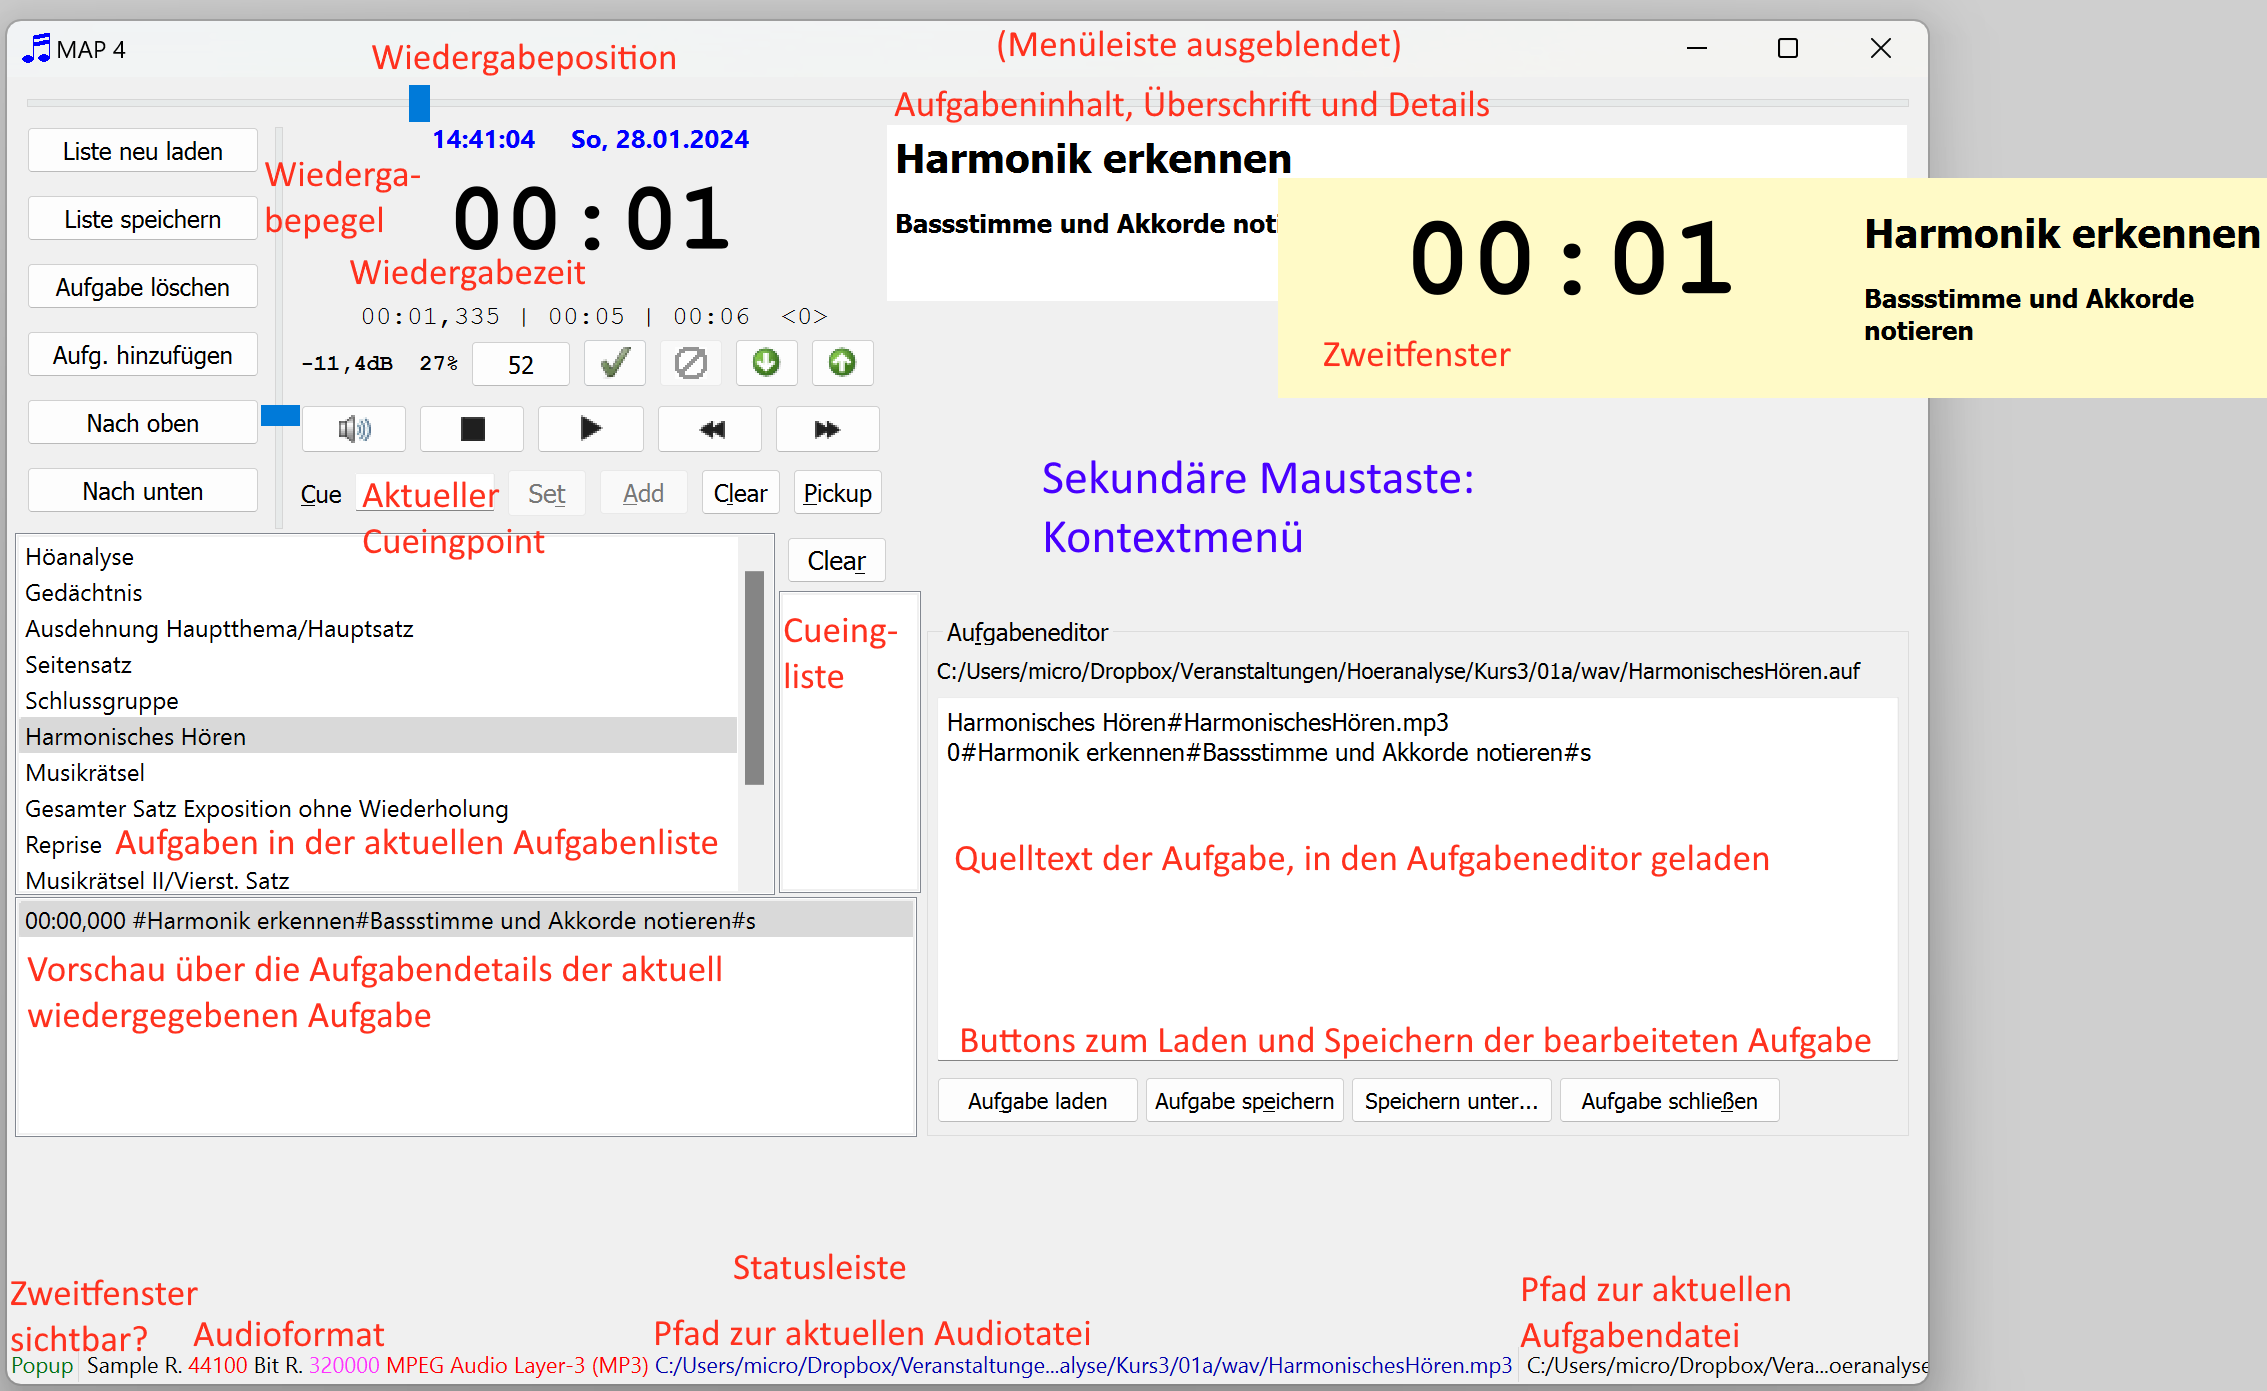 MAP 4
Wiedergabeposition
(Menüleiste ausgeblendet)
Aufgabeninhalt, Überschrift und Details
14:41:04 So, 28.01.2024
Liste neu laden
Liste speichern
Aufgabe löschen
Aufg. hinzufügen
Nach oben
Nach unten
Wiederga-
bepegel
00:01
Wiedergabezeit
00:01,335 | 00:05 | 00:06 <0>
-11,4dB 27% 52
Cue
Aktueller
Cueingpoint
Set
Add
Clear
Pickup
Harmonik erkennen
Bassstimme und Akkorde noti
00:01
Zweitfenster
Harmonik erkennen
Bassstimme und Akkorde
notieren
Sekundäre Maustaste:
Kontextmenü
Höanalyse
Gedächtnis
Ausdehnung Hauptthema/Hauptsatz
Seitensatz
Schlussgruppe
Harmonisches Hören
Musikrätsel
Gesamter Satz Exposition ohne Wiederholung
Reprise
Aufgaben in der aktuellen Aufgabenliste
Musikrätsel II/Vierst. Satz
Clear
Cueing-
liste
00:00,000 #Harmonik erkennen#Bassstimme und Akkorde notieren#s
Vorschau über die Aufgabendetails der aktuell
wiedergegebenen Aufgabe
Aufgabeneditor
C:/Users/micro/Dropbox/Veranstaltungen/Hoeranalyse/Kurs3/01a/wav/HarmonischesHören.auf
Harmonisches Hören#HarmonischesHören.mp3
0#Harmonik erkennen#Bassstimme und Akkorde notieren#s
Quelltext der Aufgabe, in den Aufgabeneditor geladen
Buttons zum Laden und Speichern der bearbeiteten Aufgabe
Aufgabe laden
Aufgabe speichern
Speichern unter...
Aufgabe schließen
Statusleiste
Zweitfenster
sichtbar?
Audioformat
Pfad zur aktuellen Audiotatei
Pfad zur aktuellen
Aufgabendatei
Popup Sample R. 44100 Bit R. 320000 MPEG Audio Layer-3 (MP3) C:/Users/micro/Dropbox/Veranstaltunge...alyse/Kurs3/01a/wav/HarmonischesHören.mp3 C:/Users/micro/Dropbox/Vera...oeranalyse